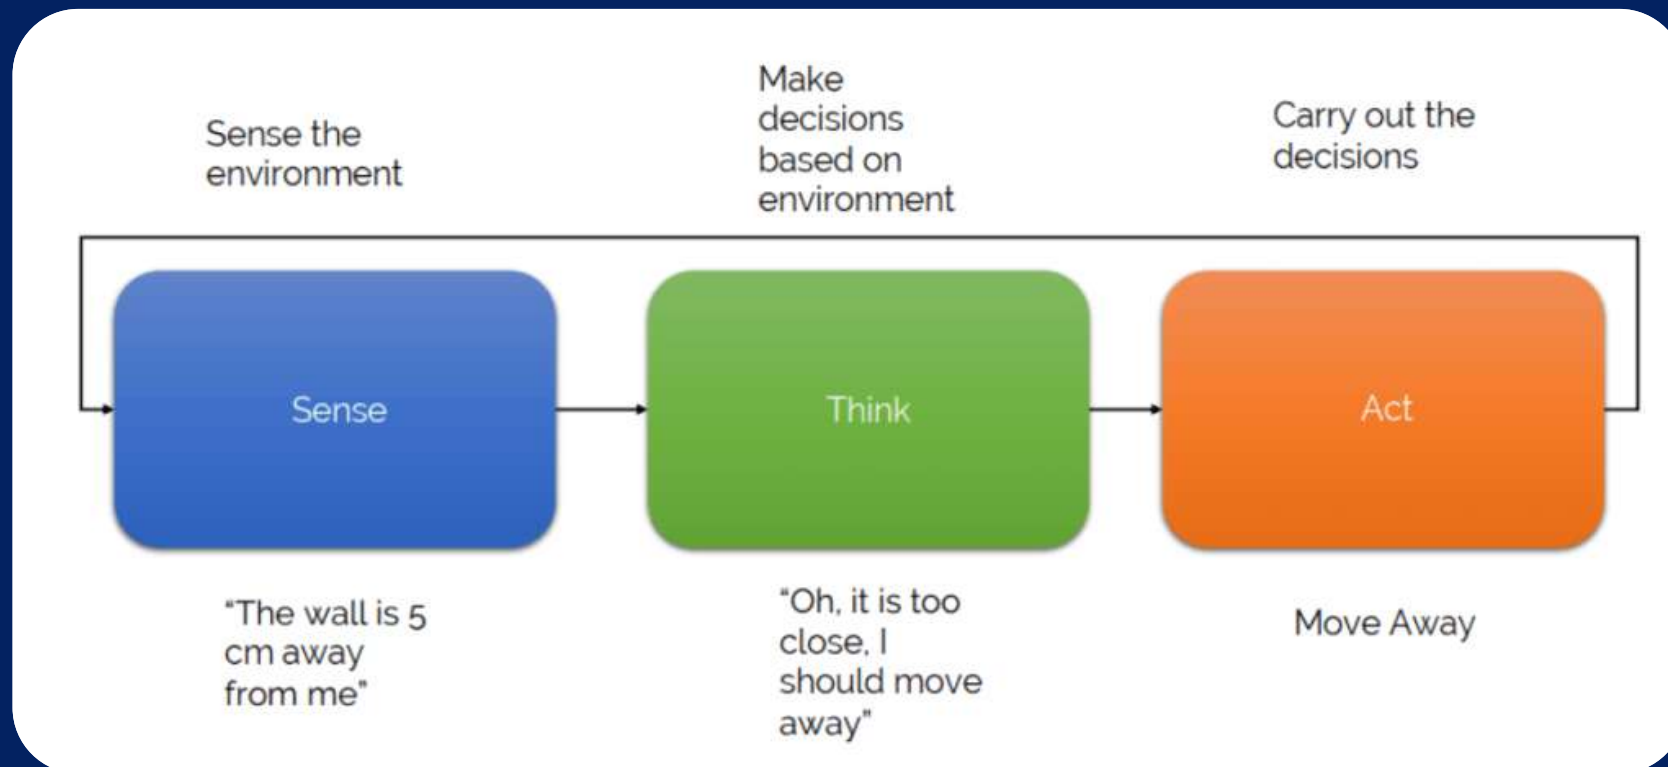 Sense the
environment
Make
decisions
based on
environment
Carry out the
decisions
Sense
Think
Act
“The wall is 5
cm away
from me”
“Oh, it is too
close, I
should move
away”
Move Away